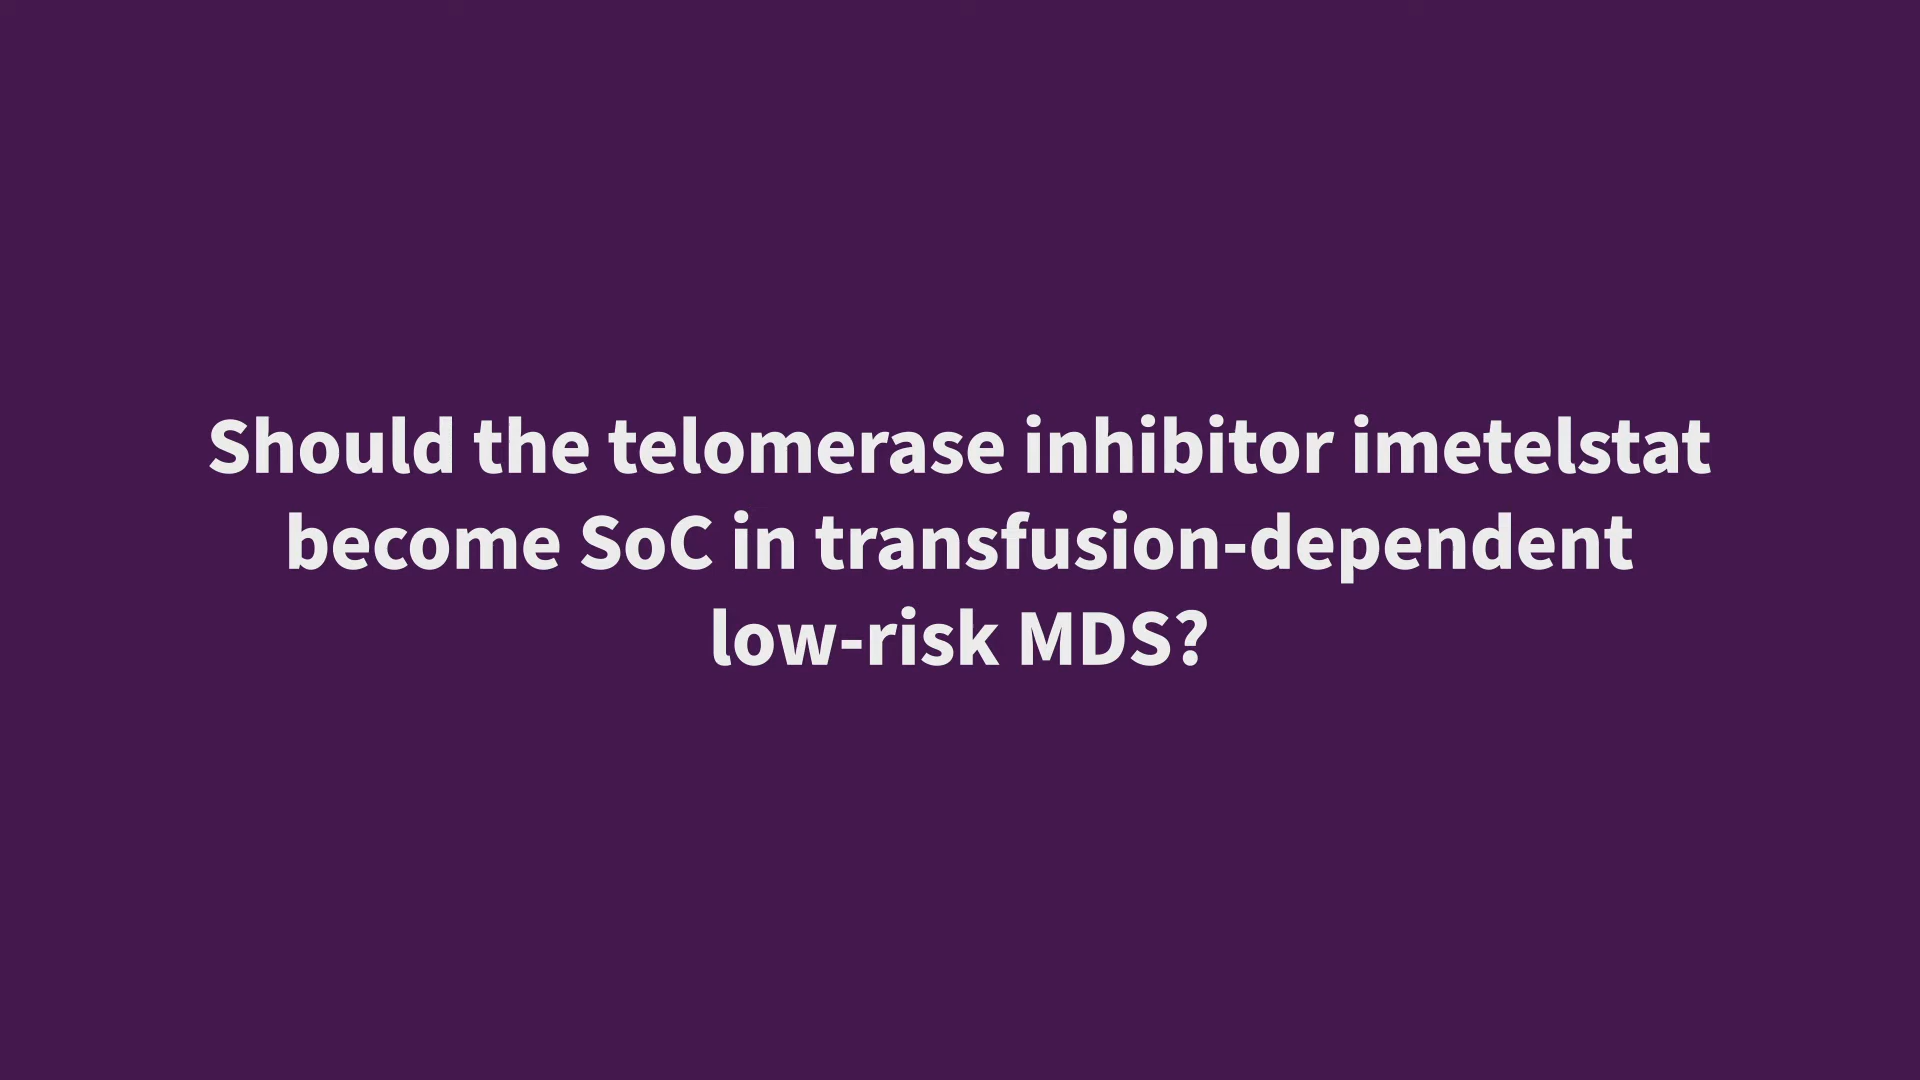 Should the telomerase inhibitor imetelstat
become SoC in transfusion-dependent
low-risk MDS?